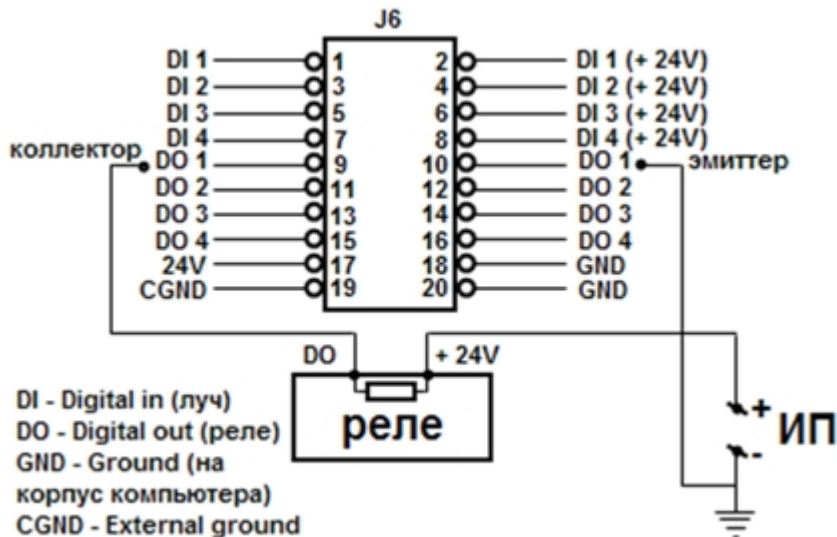 J6
DI 1 1 2 DI 1 (+ 24V)
DI 2 3 4 DI 2 (+ 24V)
DI 3 5 6 DI 3 (+ 24V)
DI 4 7 8 DI 4 (+ 24V)
коллектор DO 1 9 10 DO 1 эмиттер
DO 2 11 12 DO 2
DO 3 13 14 DO 3
DO 4 15 16 DO 4
24V 17 18 GND
CGND 19 20 GND
DO + 24V
реле
+ ИП
-
DI - Digital in (луч)
DO - Digital out (реле)
GND - Ground (на
корпус компьютера)
CGND - External ground